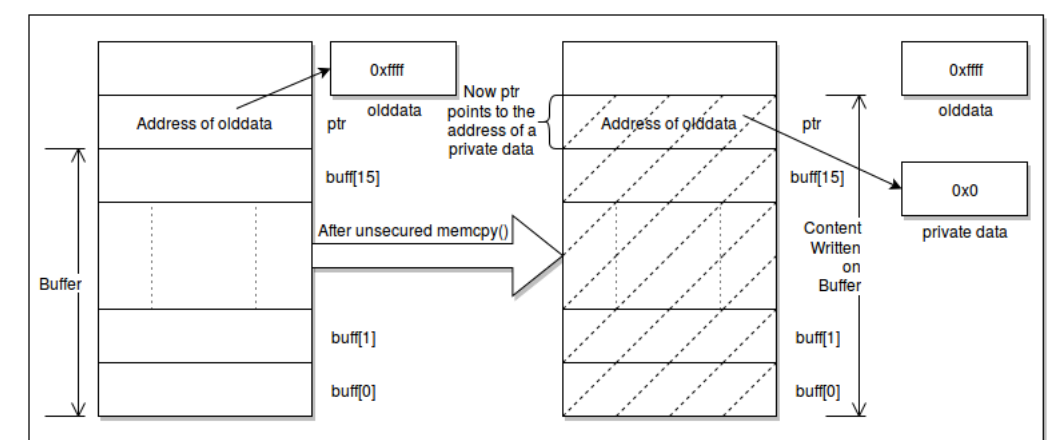 0xffff
olddata
Address of olddata
ptr
buff[15]
Buffer
buff[1]
buff[0]
After unsecured memcpy()
Now ptr
points to the
address of a
private data
Address of olddata
ptr
buff[15]
Content
Written
on
Buffer
buff[1]
buff[0]
0xffff
olddata
0x0
private data